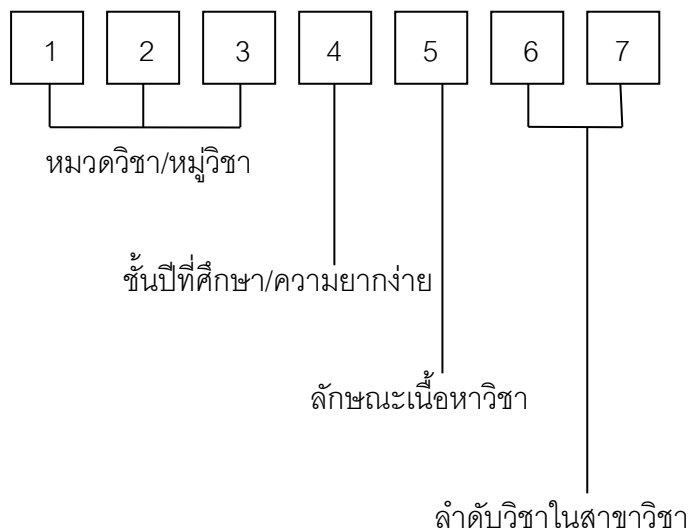 1 2 3 4 5 6 7
หมวดวิชา/หมู่วิชา
ชั้นปีที่ศึกษา/ความยากง่าย
ลักษณะเนื้อหาวิชา
ลำดับวิชาในสาขาวิชา